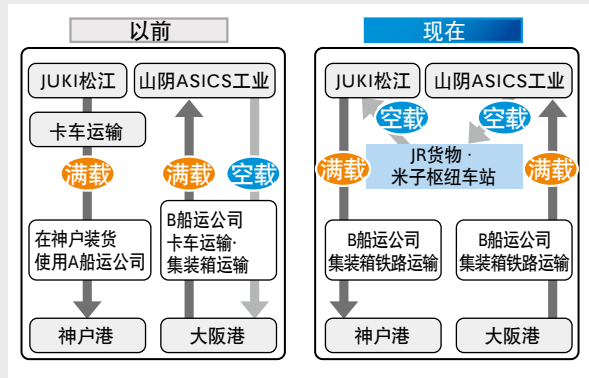 以前
JUKI松江
山阴ASICS工业
卡车运输
满载
满载
空载
在神户装货
使用A船运公司
B船运公司
卡车运输·
集装箱运输
神户港
大阪港
现在
JUKI松江
山阴ASICS工业
空载
空载
满载
JR货物·
米子枢纽车站
满载
B船运公司
集装箱铁路运输
B船运公司
集装箱铁路运输
神户港
大阪港